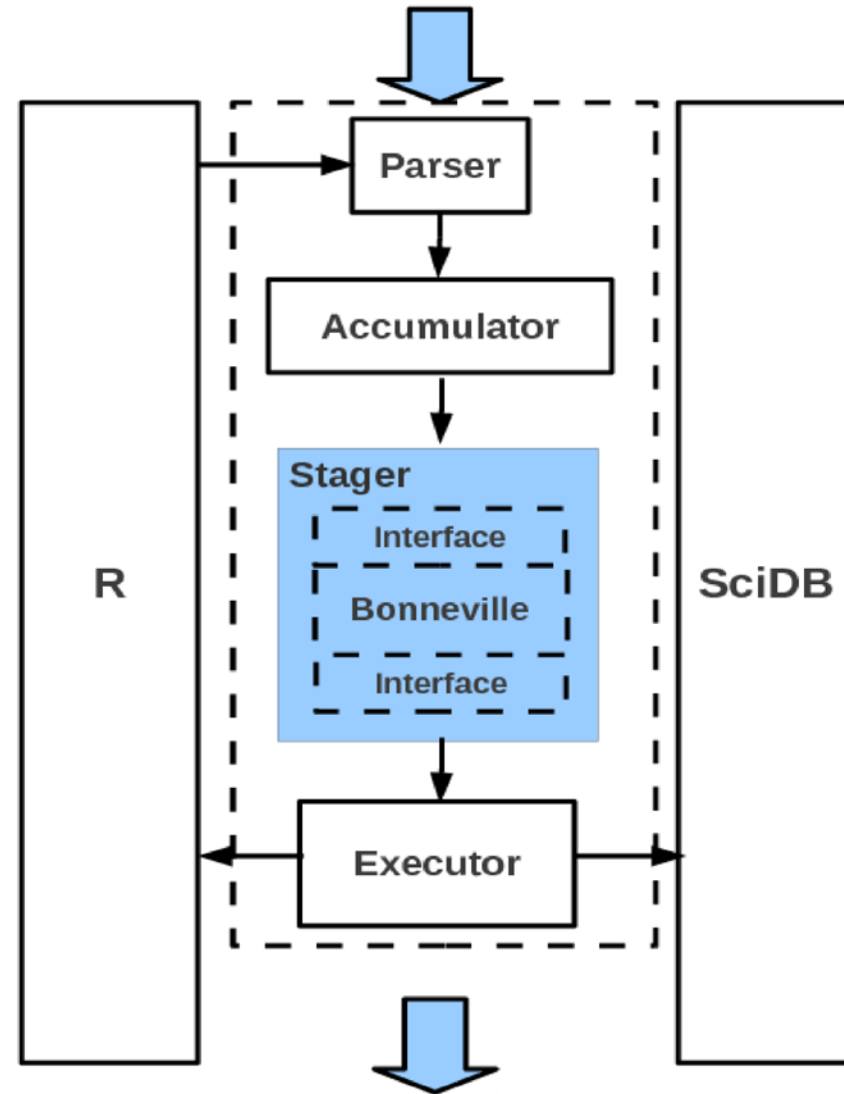 Parser
Accumulator
Stager
Interface
R
Bonneville
SciDB
Interface
Executor